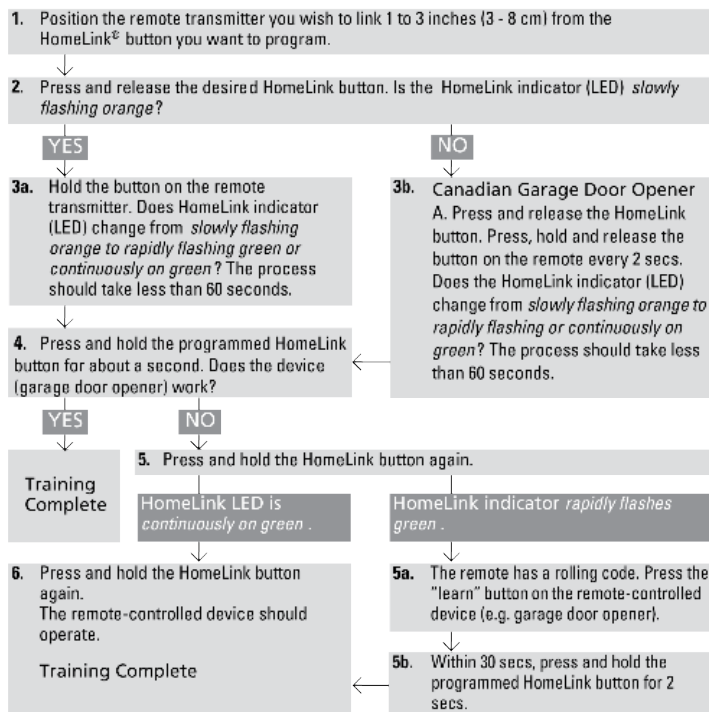 1. Position the remote transmitter you wish to link 1 to 3 inches (3 - 8 cm) from the
HomeLink® button you want to program.
2. Press and release the desired HomeLink button. Is the HomeLink indicator (LED) slowly
flashing orange?
YES
NO
3a. Hold the button on the remote
transmitter. Does HomeLink indicator
(LED) change from slowly flashing
orange to rapidly flashing green or
continuously on green? The process
should take less than 60 seconds.
3b. Canadian Garage Door Opener
A. Press and release the HomeLink
button. Press, hold and release the
button on the remote every 2 secs.
Does the HomeLink indicator (LED)
change from slowly flashing orange to
rapidly flashing or continuously on
green? The process should take less
than 60 seconds.
4. Press and hold the programmed HomeLink
button for about a second. Does the device
(garage door opener) work?
YES
NO
Training
Complete
5. Press and hold the HomeLink button again.
HomeLink LED is
continuously on green .
HomeLink indicator rapidly flashes
green .
6. Press and hold the HomeLink button
again.
The remote-controlled device should
operate.
Training Complete
5a. The remote has a rolling code. Press the
"learn" button on the remote-controlled
device (e.g. garage door opener).
5b. Within 30 secs, press and hold the
programmed HomeLink button for 2
secs.